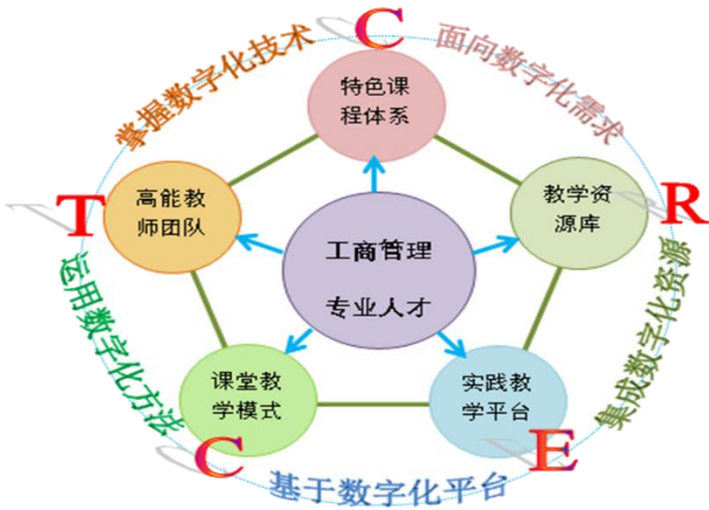 C
面向数字化需求
掌握数字化技术
特色课
程体系
T
高能教
师团队
教学资
源库
R
工商管理
专业人才
运用数字化方法
集成数字化资源
课堂教
学模式
实践教
学平台
C
E
基于数字化平台